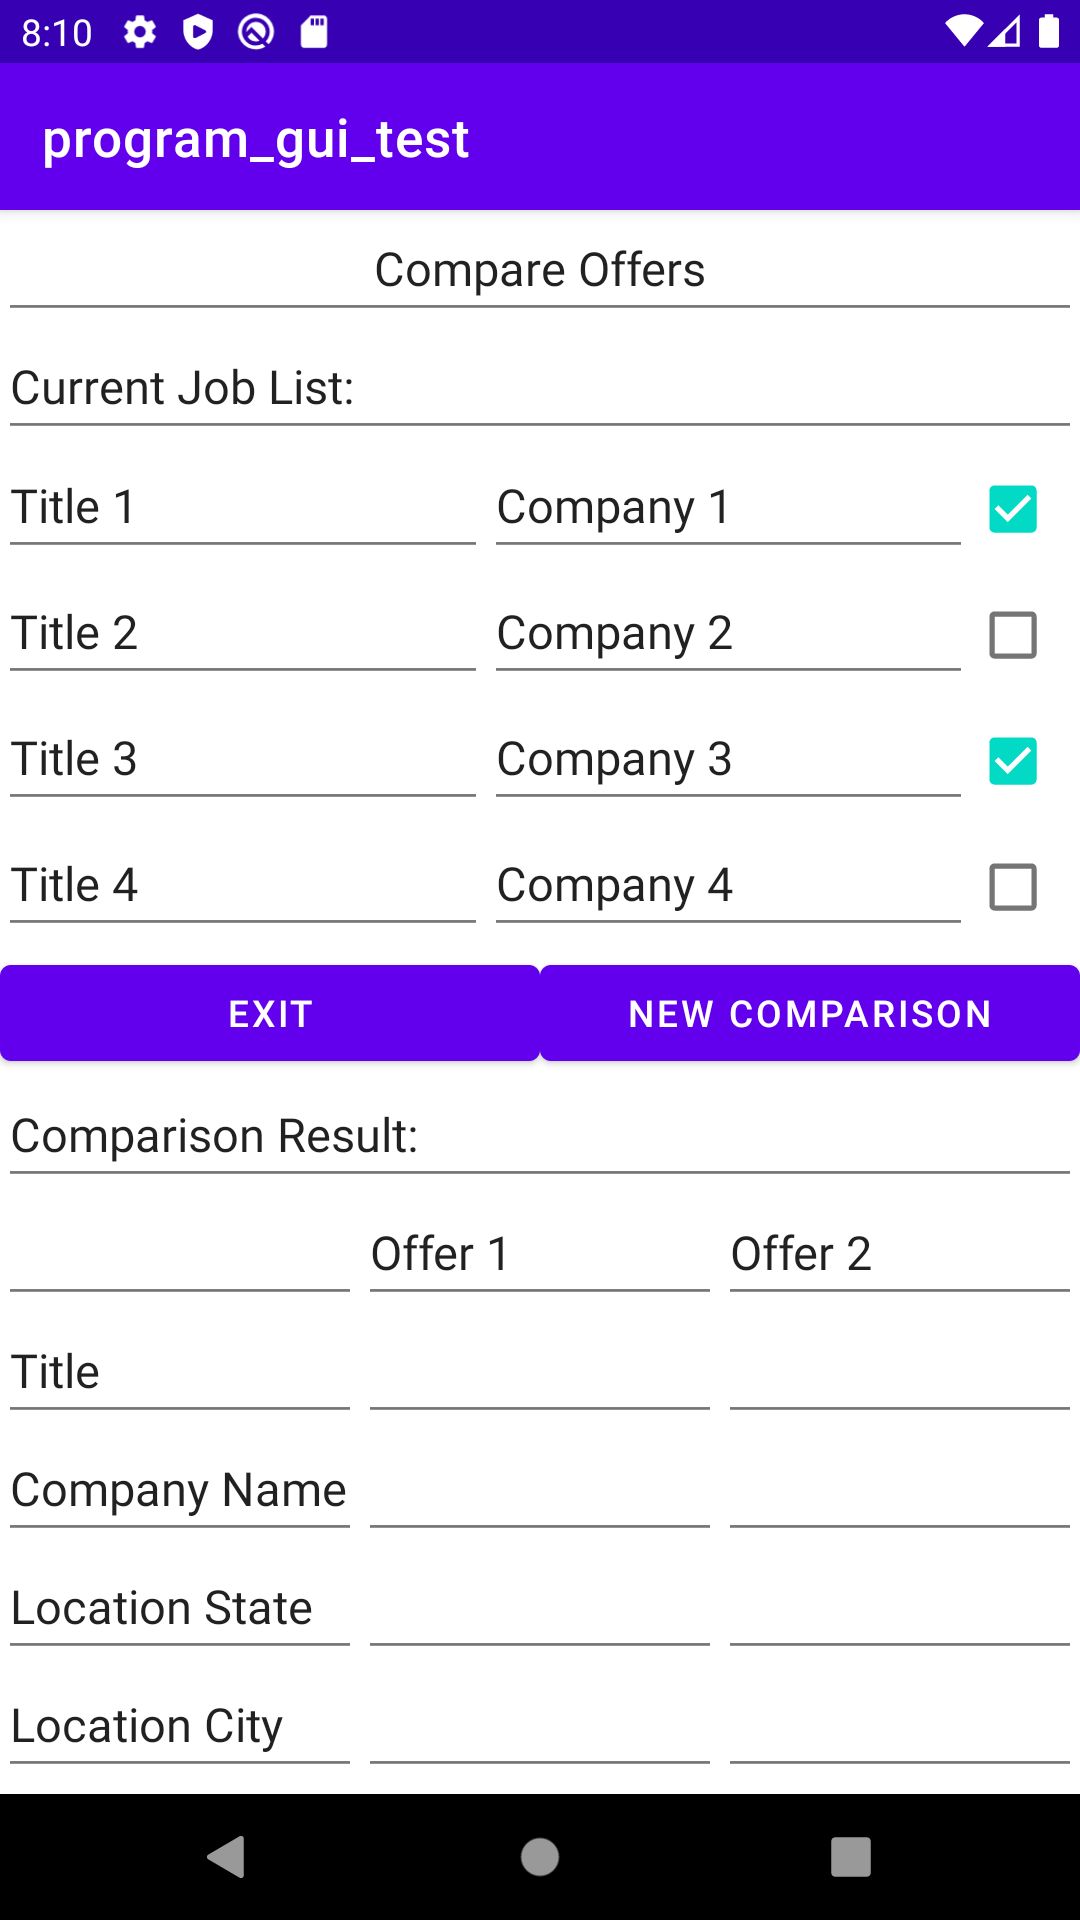 8:10
program_gui_test
Compare Offers
Current Job List:
Title 1 Company 1
Title 2 Company 2
Title 3 Company 3
Title 4 Company 4
EXIT NEW COMPARISON
Comparison Result:
Offer 1 Offer 2
Title
Company Name
Location State
Location City